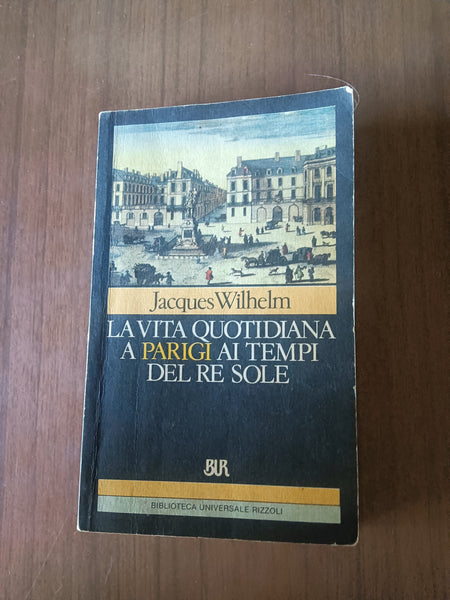 Jacques Wilhelm
LA VITA QUOTIDIANA
A PARIGI AI TEMPI
DEL RE SOLE
BUR
BIBLIOTECA UNIVERSALE RIZZOLI